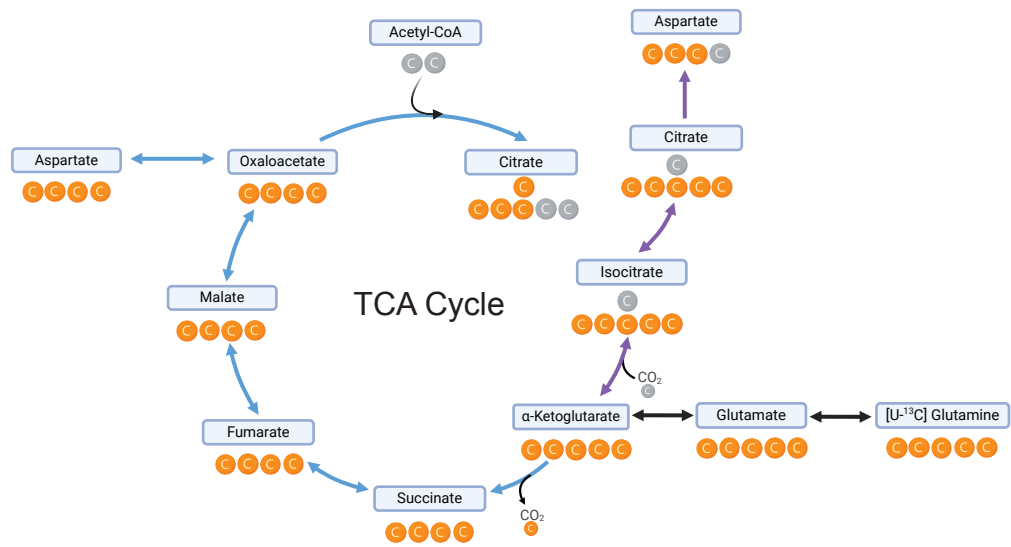 Aspartate
C C C C
Acetyl-CoA
C C
Citrate
C
C C C C C
Aspartate
C C C C
Oxaloacetate
C C C C
Citrate
C
C C C C C
Isocitrate
C
C C C C C
Malate
C C C C
TCA Cycle
CO₂
C
α-Ketoglutarate
C C C C C
Glutamate
C C C C C
[U-¹³C] Glutamine
C C C C C
Fumarate
C C C C
Succinate
C C C C
CO₂
C